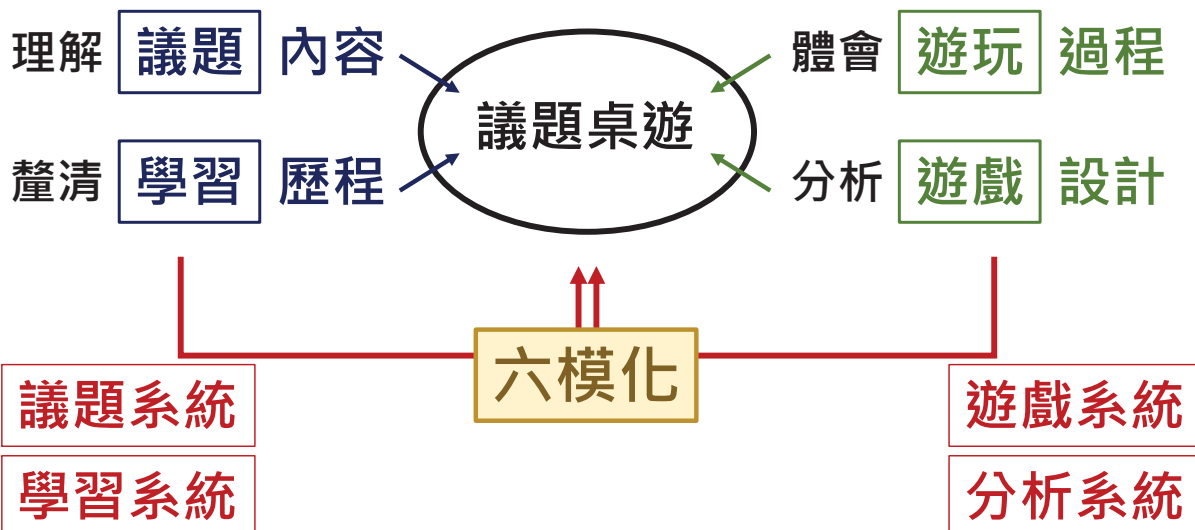 理解 議題 內容
釐清 學習 歷程
議題桌遊
體會 遊玩 過程
分析 遊戲 設計
六模化
議題系統
學習系統
遊戲系統
分析系統